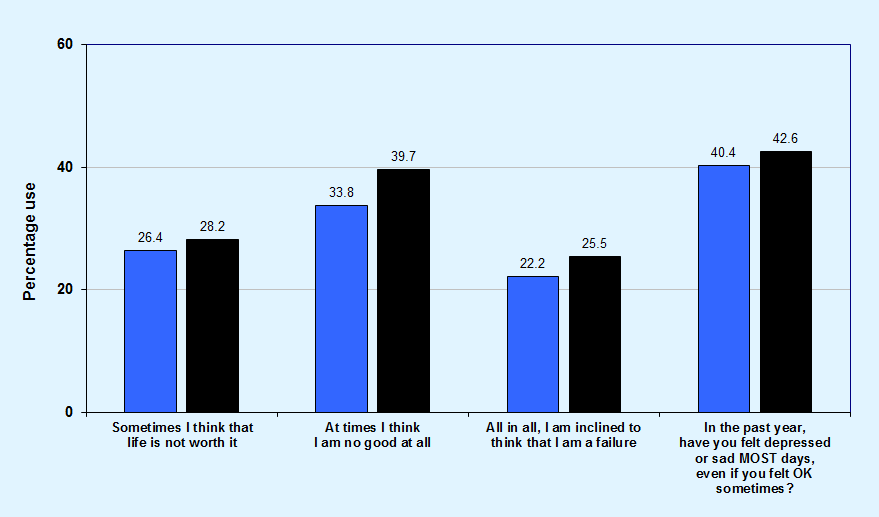 60
40
20
0
Percentage use
26.4
28.2
33.8
39.7
22.2
25.5
40.4
42.6
Sometimes I think that
life is not worth it
At times I think
I am no good at all
All in all, I am inclined to
think that I am a failure
In the past year,
have you felt depressed
or sad MOST days,
even if you felt OK
sometimes?